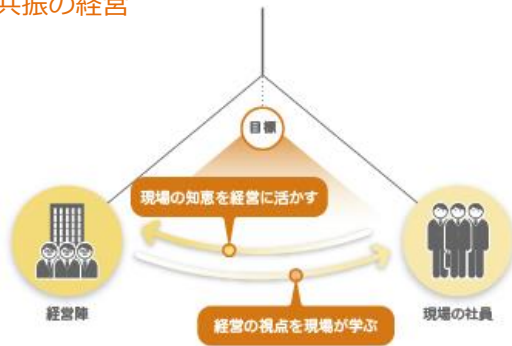 共振の経営
目標
現場の知恵を経営に活かす
経営陣
現場の社員
経営の視点を現場が学ぶ